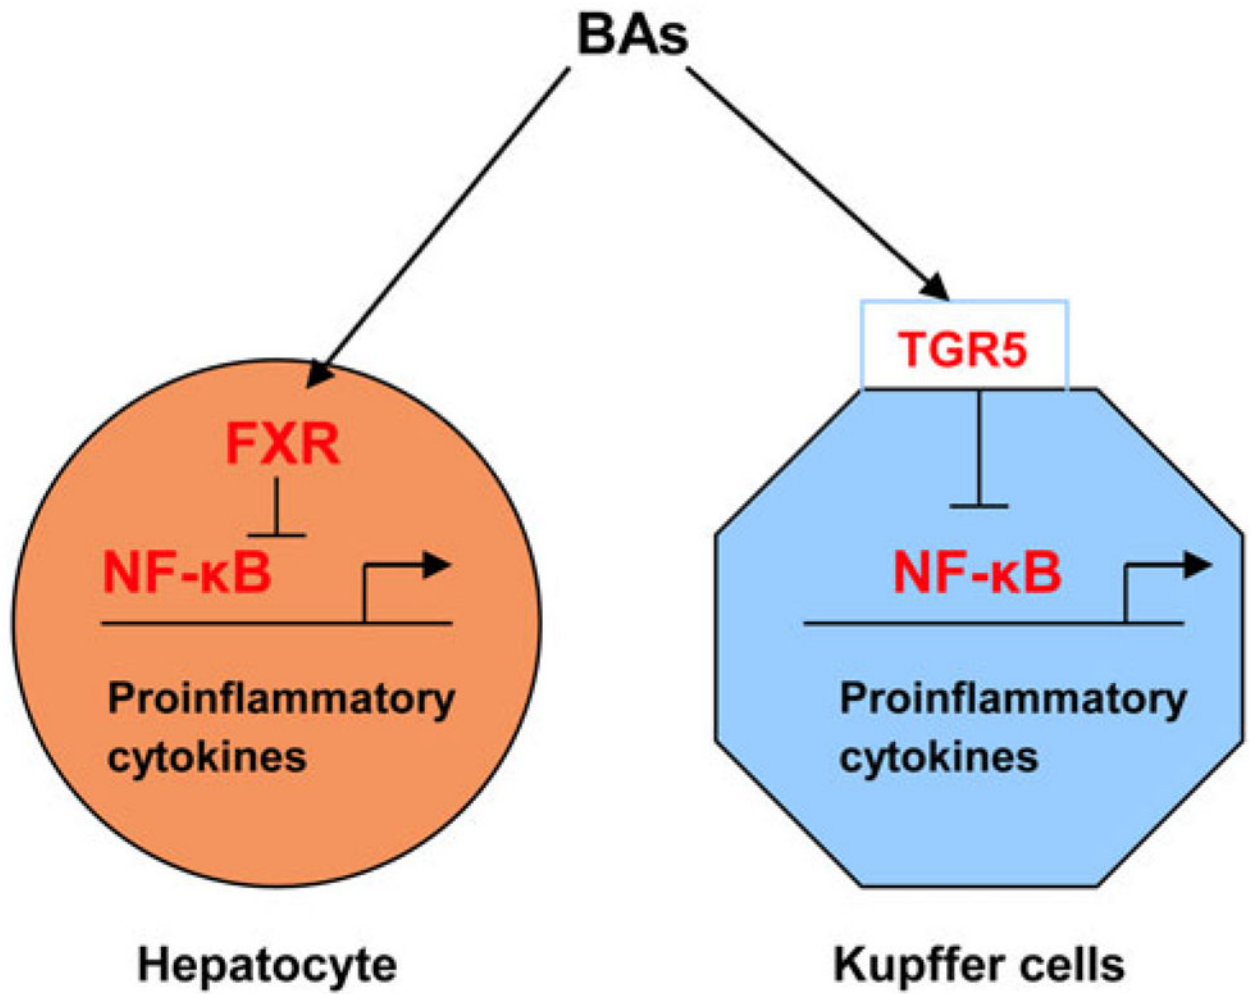 BAs
FXR
NF-κB
Proinflammatory
cytokines
Hepatocyte
TGR5
NF-κB
Proinflammatory
cytokines
Kupffer cells